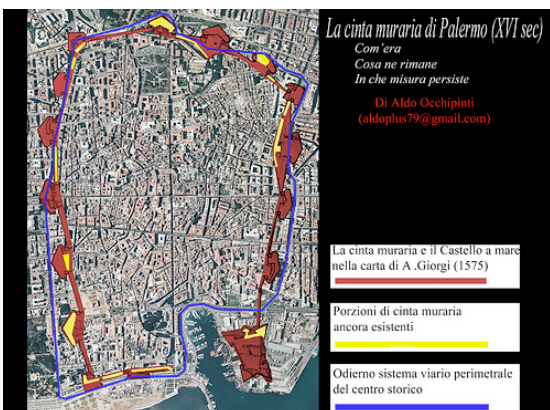 La cinta muraria di Palermo (XVI sec)
Com'era
Cosa ne rimane
In che misura persiste
Di Aldo Occhipinti
(aldoplus79@gmail.com)
La cinta muraria e il Castello a mare
nella carta di A .Giorgi (1575)
Porzioni di cinta muraria
ancora esistenti
Odierno sistema viario perimetrale
del centro storico